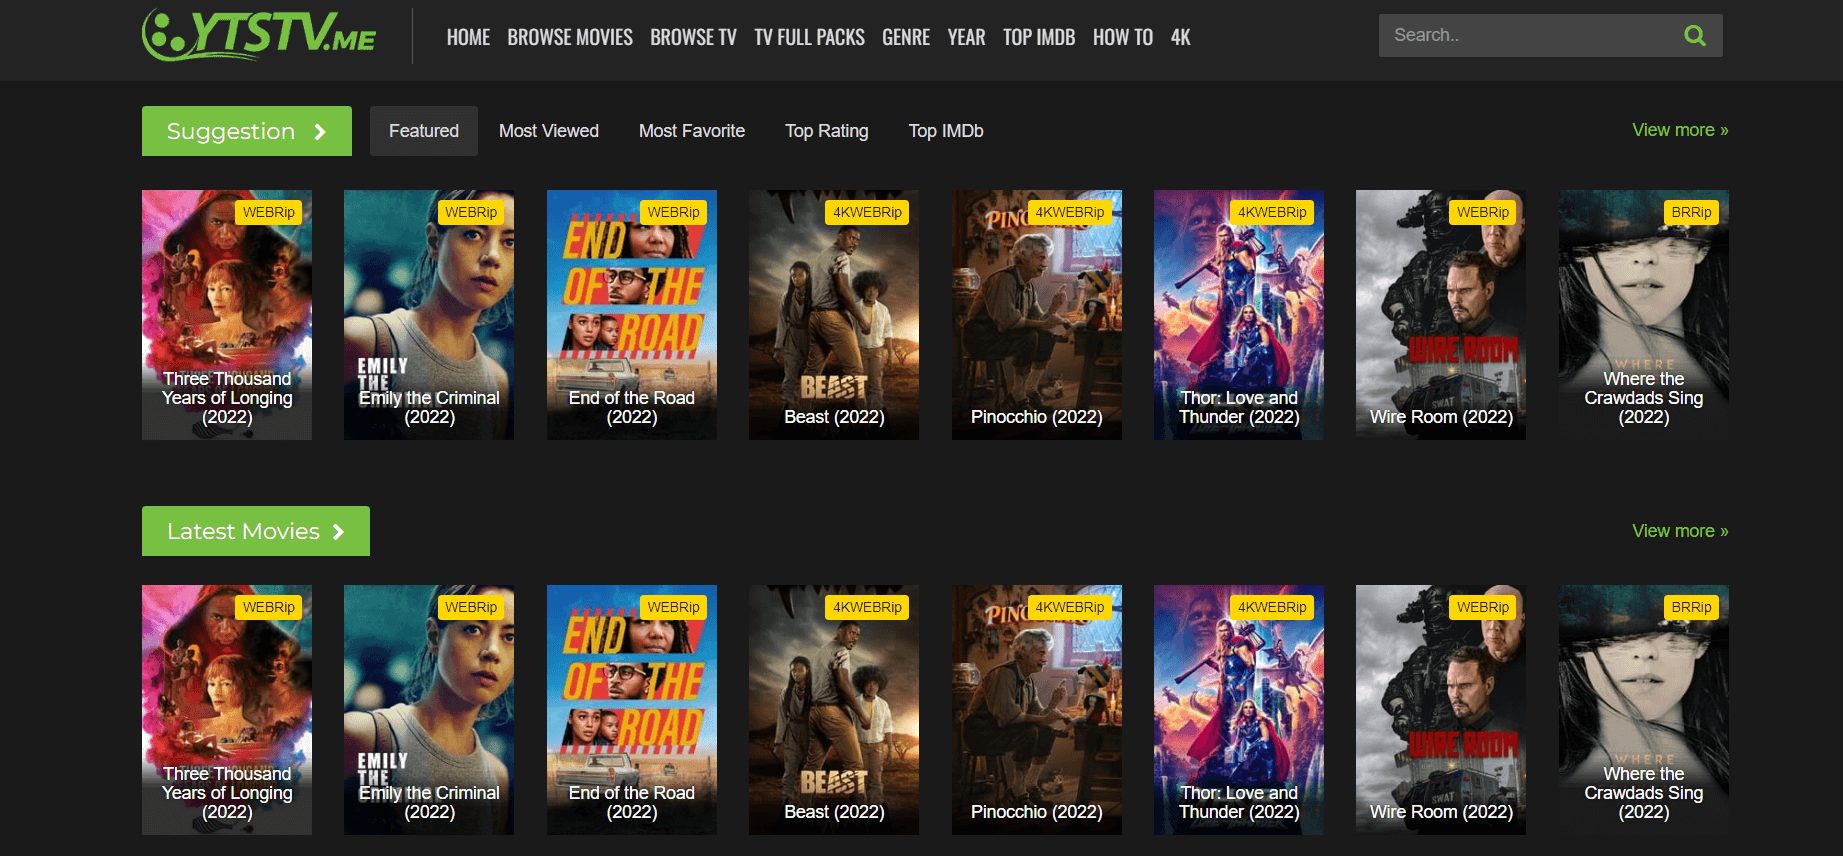 YTSTV.ME
HOME BROWSE MOVIES BROWSE TV TV FULL PACKS GENRE YEAR TOP IMDB HOW TO 4K
Search..
Suggestion
Featured Most Viewed Most Favorite Top Rating Top IMDb
View more »
WEBRip
Three Thousand
Years of Longing
(2022)
WEBRip
EMILY
THE
Emily the Criminal
(2022)
WEBRip
END
OF THE
ROAD
End of the Road
(2022)
4KWEBRip
BEAST
Beast (2022)
4KWEBRip
Pinocchio (2022)
4KWEBRip
Thor: Love and
Thunder (2022)
WEBRip
WIRE ROOM
SWAT
Wire Room (2022)
BRRip
WHERE
Where the
Crawdads Sing
(2022)
Latest Movies
View more »
WEBRip
Three Thousand
Years of Longing
(2022)
WEBRip
EMILY
THE
Emily the Criminal
(2022)
WEBRip
END
OF THE
ROAD
End of the Road
(2022)
4KWEBRip
BEAST
Beast (2022)
4KWEBRip
Pinocchio (2022)
4KWEBRip
Thor: Love and
Thunder (2022)
WEBRip
WIRE ROOM
SWAT
Wire Room (2022)
BRRip
WHERE
Where the
Crawdads Sing
(2022)